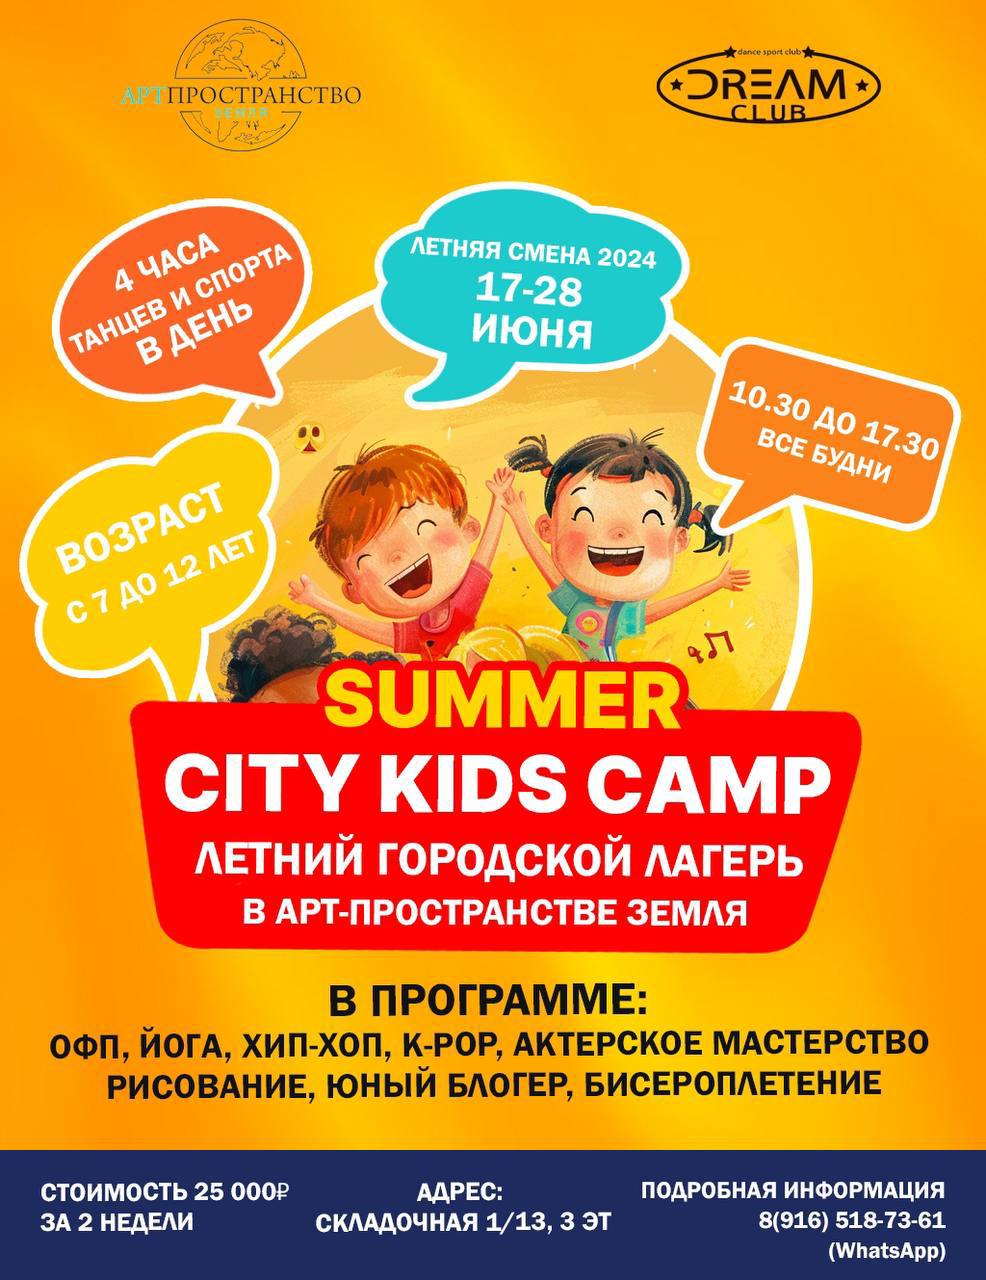 АРТПРОСТРАНСТВО
ЗЕМЛЯ
dance sport club
DREAM
CLUB
4 ЧАСА
ТАНЦЕВ И СПОРТА
В ДЕНЬ
ЛЕТНЯЯ СМЕНА 2024
17-28
ИЮНЯ
10.30 ДО 17.30
ВСЕ БУДНИ
ВОЗРАСТ
С 7 ДО 12 ЛЕТ
SUMMER
CITY KIDS CAMP
ЛЕТНИЙ ГОРОДСКОЙ ЛАГЕРЬ
В АРТ-ПРОСТРАНСТВЕ ЗЕМЛЯ
В ПРОГРАММЕ:
ОФП, ЙОГА, ХИП-ХОП, K-POP, АКТЕРСКОЕ МАСТЕРСТВО
РИСОВАНИЕ, ЮНЫЙ БЛОГЕР, БИСЕРОПЛЕТЕНИЕ
СТОИМОСТЬ 25 000₽
ЗА 2 НЕДЕЛИ
АДРЕС:
СКЛАДОЧНАЯ 1/13, 3 ЭТ
ПОДРОБНАЯ ИНФОРМАЦИЯ
8(916) 518-73-61
(WhatsApp)